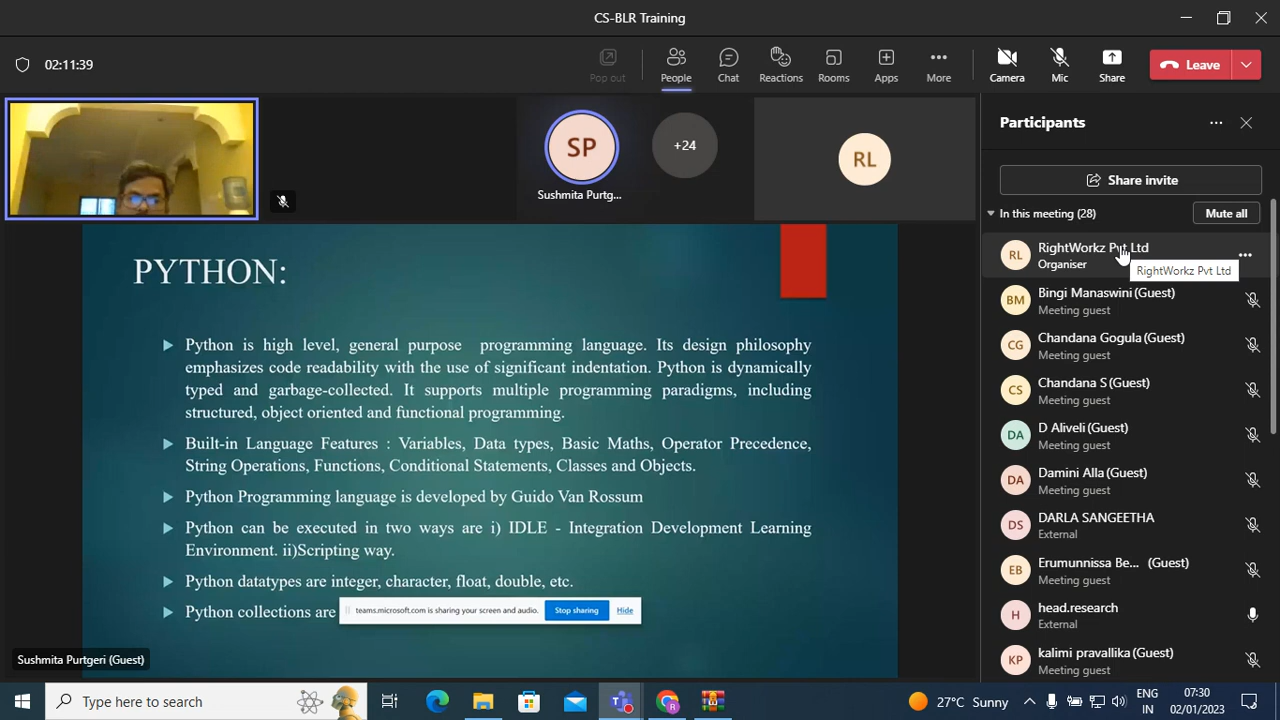 CS-BLR Training
02:11:39
Pop out
People
Chat
Reactions
Rooms
Apps
More
Camera
Mic
Share
Leave
SP
Sushmita Purtg...
+24
RL
PYTHON:
Python is high level, general purpose programming language. Its design philosophy
emphasizes code readability with the use of significant indentation. Python is dynamically
typed and garbage-collected. It supports multiple programming paradigms, including
structured, object oriented and functional programming.
Built-in Language Features : Variables, Data types, Basic Maths, Operator Precedence,
String Operations, Functions, Conditional Statements, Classes and Objects.
Python Programming language is developed by Guido Van Rossum
Python can be executed in two ways are i) IDLE - Integration Development Learning
Environment. ii)Scripting way.
Python datatypes are integer, character, float, double, etc.
Python collections are
teams.microsoft.com is sharing your screen and audio.
Stop sharing
Hide
Sushmita Purtgeri (Guest)
Participants
Share invite
In this meeting (28)
Mute all
RL
RightWorkz Pvt Ltd
Organiser
RightWorkz Pvt Ltd
BM
Bingi Manaswini (Guest)
Meeting guest
CG
Chandana Gogula (Guest)
Meeting guest
CS
Chandana S (Guest)
Meeting guest
DA
D Aliveli (Guest)
Meeting guest
DA
Damini Alla (Guest)
Meeting guest
DS
DARLA SANGEETHA
External
EB
Erumunnissa Be... (Guest)
Meeting guest
H
head.research
External
KP
kalimi pravallika (Guest)
Meeting guest
Type here to search
27°C Sunny
ENG
IN
07:30
02/01/2023